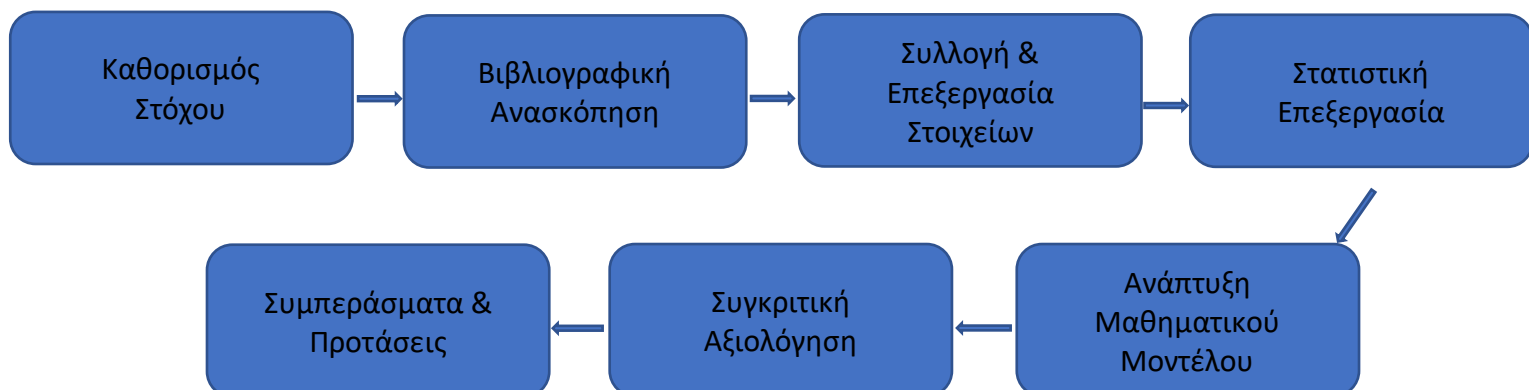 Καθορισμός
Στόχου
Βιβλιογραφική
Ανασκόπηση
Συλλογή &
Επεξεργασία
Στοιχείων
Στατιστική
Επεξεργασία
Ανάπτυξη
Μαθηματικού
Μοντέλου
Συγκριτική
Αξιολόγηση
Συμπεράσματα &
Προτάσεις